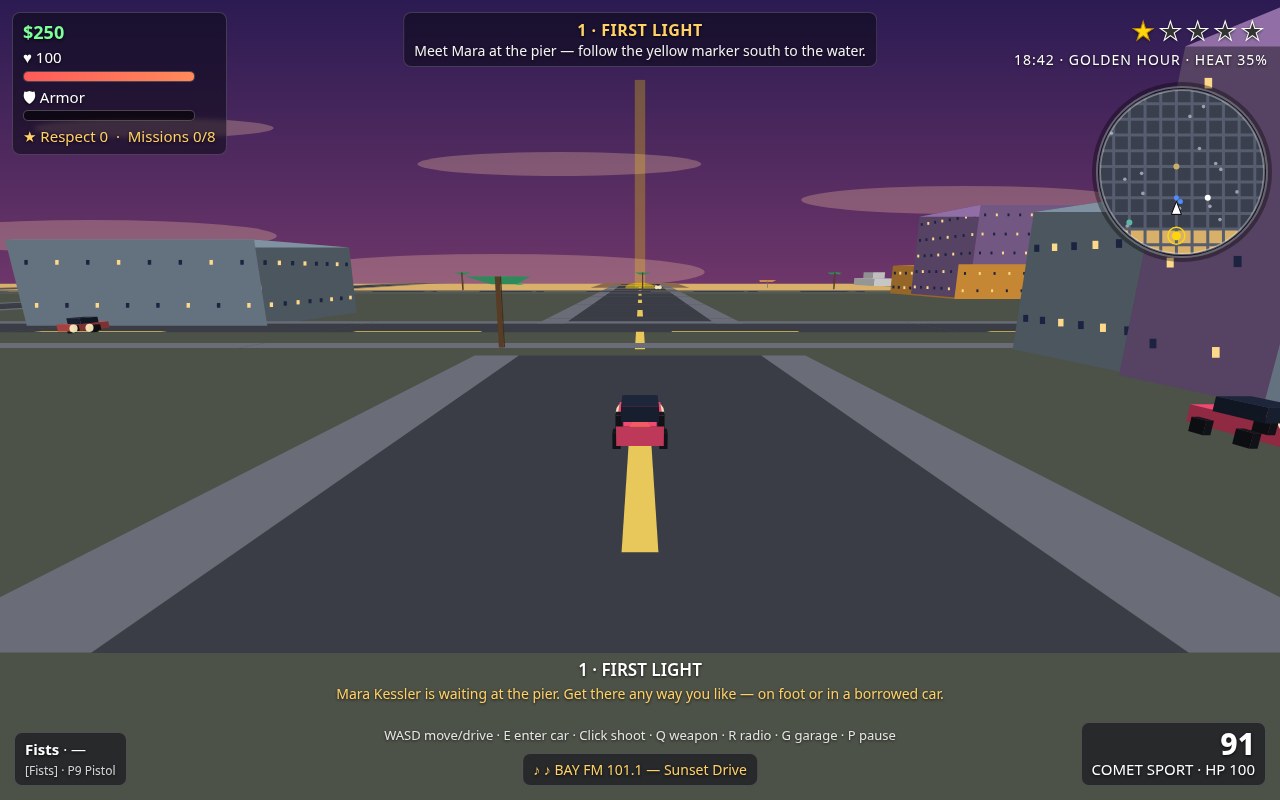 $250
♥ 100
Armor
★ Respect 0 · Missions 0/8
1 · FIRST LIGHT
Meet Mara at the pier — follow the yellow marker south to the water.
18:42 · GOLDEN HOUR · HEAT 35%
1 · FIRST LIGHT
Mara Kessler is waiting at the pier. Get there any way you like — on foot or in a borrowed car.
WASD move/drive · E enter car · Click shoot · Q weapon · R radio · G garage · P pause
♪ ♪ BAY FM 101.1 — Sunset Drive
Fists · —
[Fists] · P9 Pistol
91
COMET SPORT · HP 100